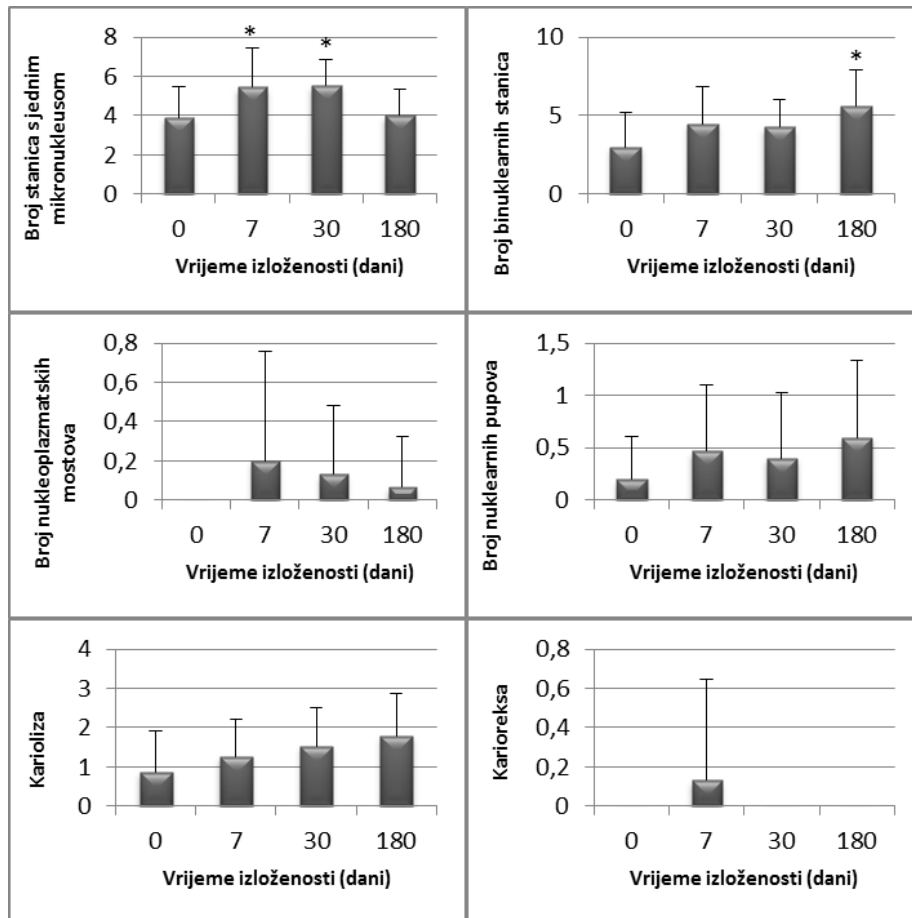 Broj stanica s jednim
mikronukleusom
8
6
4
2
0
*
*
0 7 30 180
Vrijeme izloženosti (dani)
Broj binuklearnih stanica
10
5
0
*
0 7 30 180
Vrijeme izloženosti (dani)
Broj nukleoplazmatskih
mostova
0,8
0,6
0,4
0,2
0
0 7 30 180
Vrijeme izloženosti (dani)
Broj nuklearnih pupova
1,5
1
0,5
0
0 7 30 180
Vrijeme izloženosti (dani)
Karioliza
4
3
2
1
0
0 7 30 180
Vrijeme izloženosti (dani)
Karioreksa
0,8
0,6
0,4
0,2
0
0 7 30 180
Vrijeme izloženosti (dani)